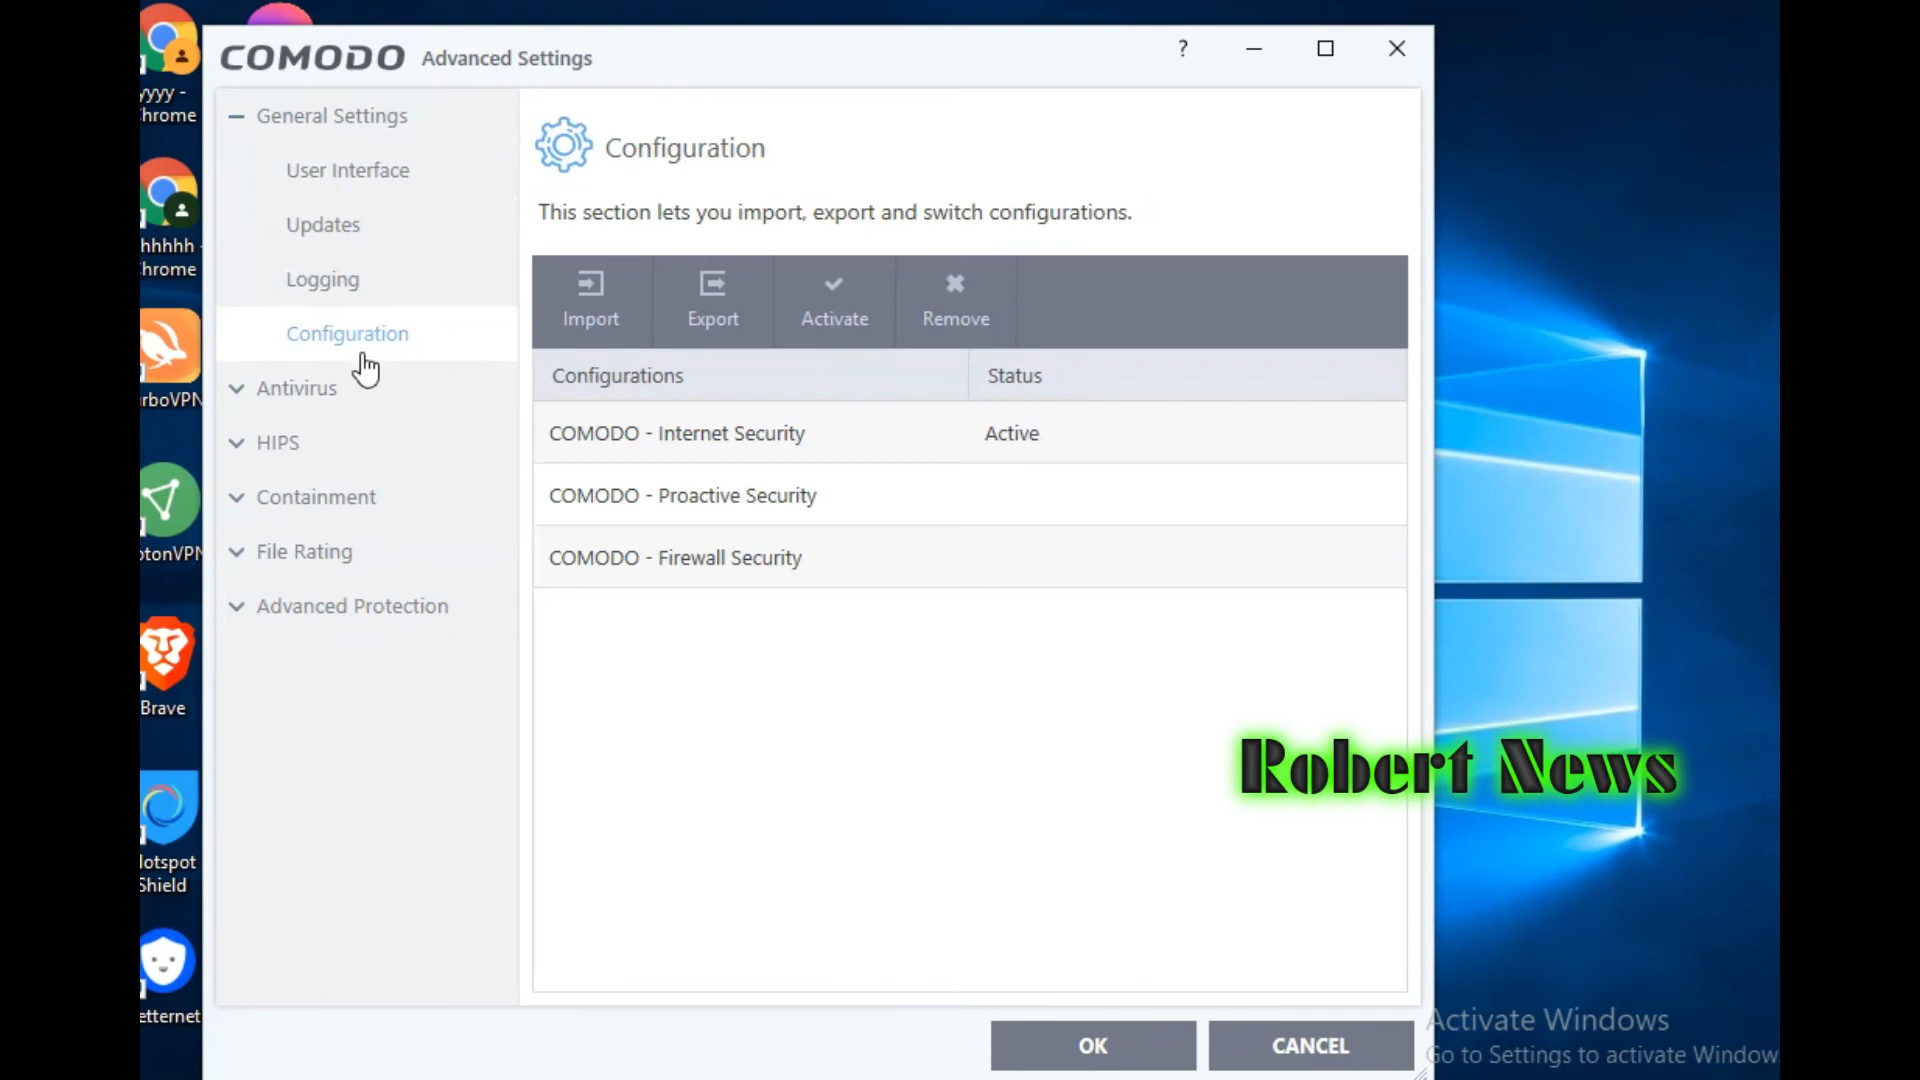 yyyy -
hrome
hhhhh -
hrome
rboVPN
otonVPN
Brave
lotspot
Shield
etternet
COMODO Advanced Settings
?
General Settings
User Interface
Updates
Logging
Configuration
Antivirus
HIPS
Containment
File Rating
Advanced Protection
Configuration
This section lets you import, export and switch configurations.
Import Export Activate Remove
Configurations Status
COMODO - Internet Security Active
COMODO - Proactive Security
COMODO - Firewall Security
OK CANCEL
Robert News
Activate Windows
Go to Settings to activate Window